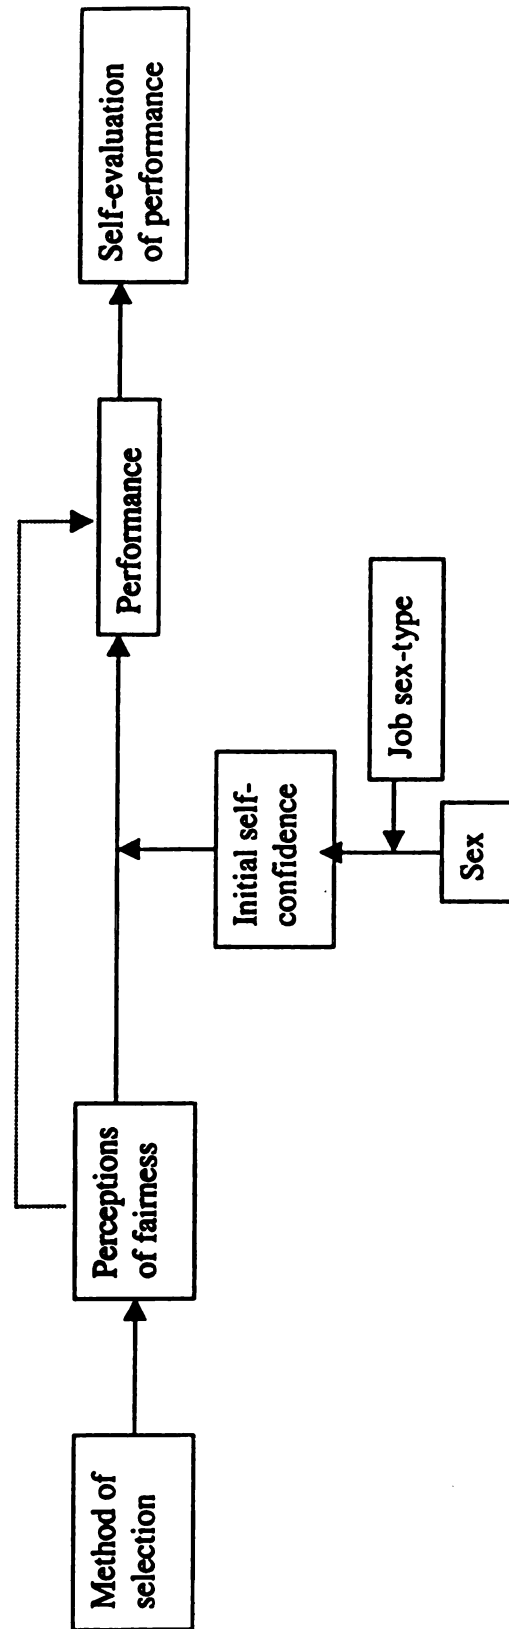 Method of
selection
Perceptions
of fairness
Initial self-
confidence
Sex
Job sex-type
Performance
Self-evaluation
of performance